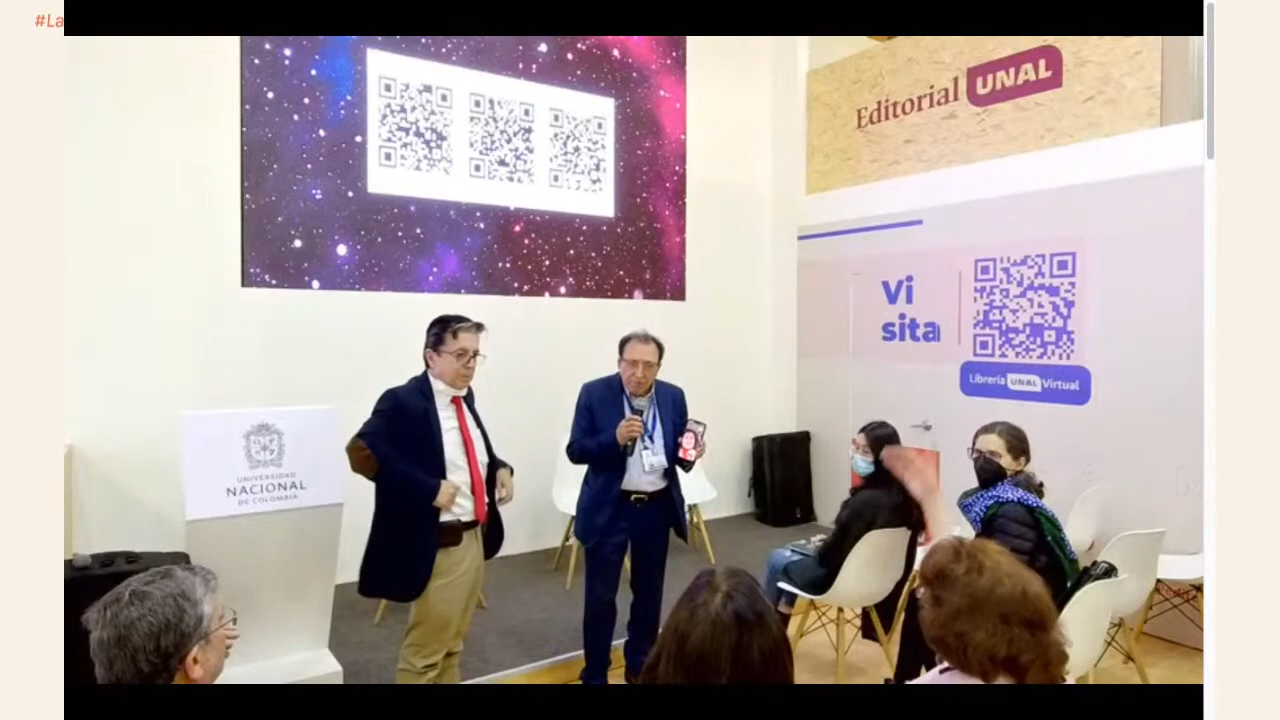 #La
Editorial UNAL
Vi
sita
Librería UNAL Virtual
UNIVERSIDAD
NACIONAL
DE COLOMBIA